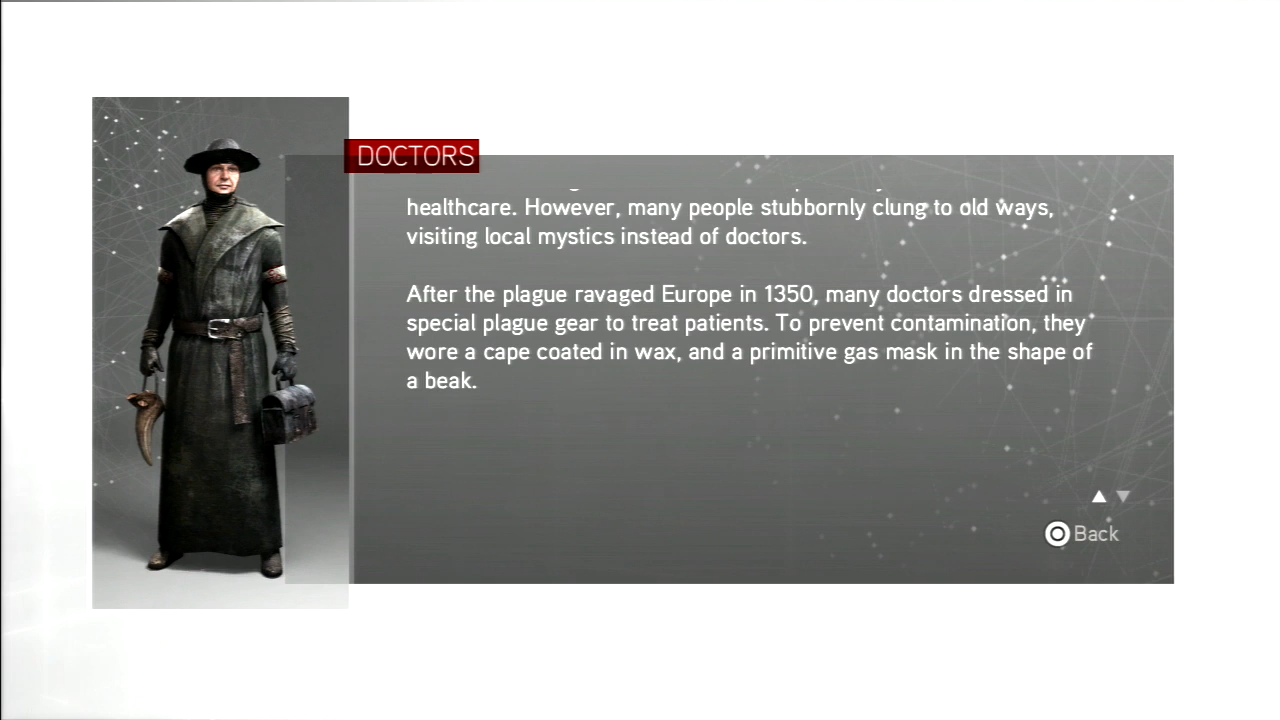 DOCTORS
healthcare. However, many people stubbornly clung to old ways,
visiting local mystics instead of doctors.
After the plague ravaged Europe in 1350, many doctors dressed in
special plague gear to treat patients. To prevent contamination, they
wore a cape coated in wax, and a primitive gas mask in the shape of
a beak.
Back